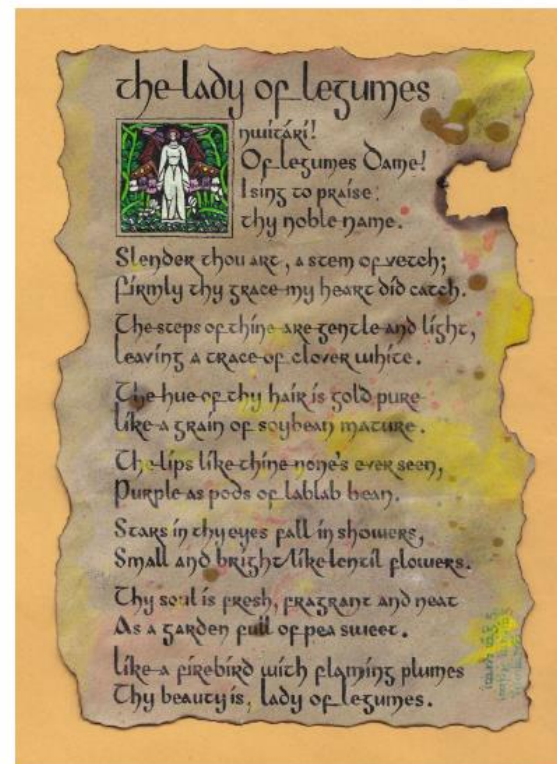 The lady of legumes
nwitári!
Of legumes Dame!
I sing to praise
thy noble name.
Slender thou art, a stem of vetch;
Firmly thy grace my heart did catch.
The steps of thine are gentle and light,
Leaving a trace of clover white.
The hue of thy hair is gold pure
Like a grain of soybean mature.
The lips like thine none's ever seen,
Purple as pods of lablab bean.
Stars in thy eyes fall in showers,
Small and bright like lentil flowers.
Thy soul is fresh, fragrant and neat
As a garden full of pea sweet.
Like a firebird with flaming plumes
Thy beauty is, lady of legumes.